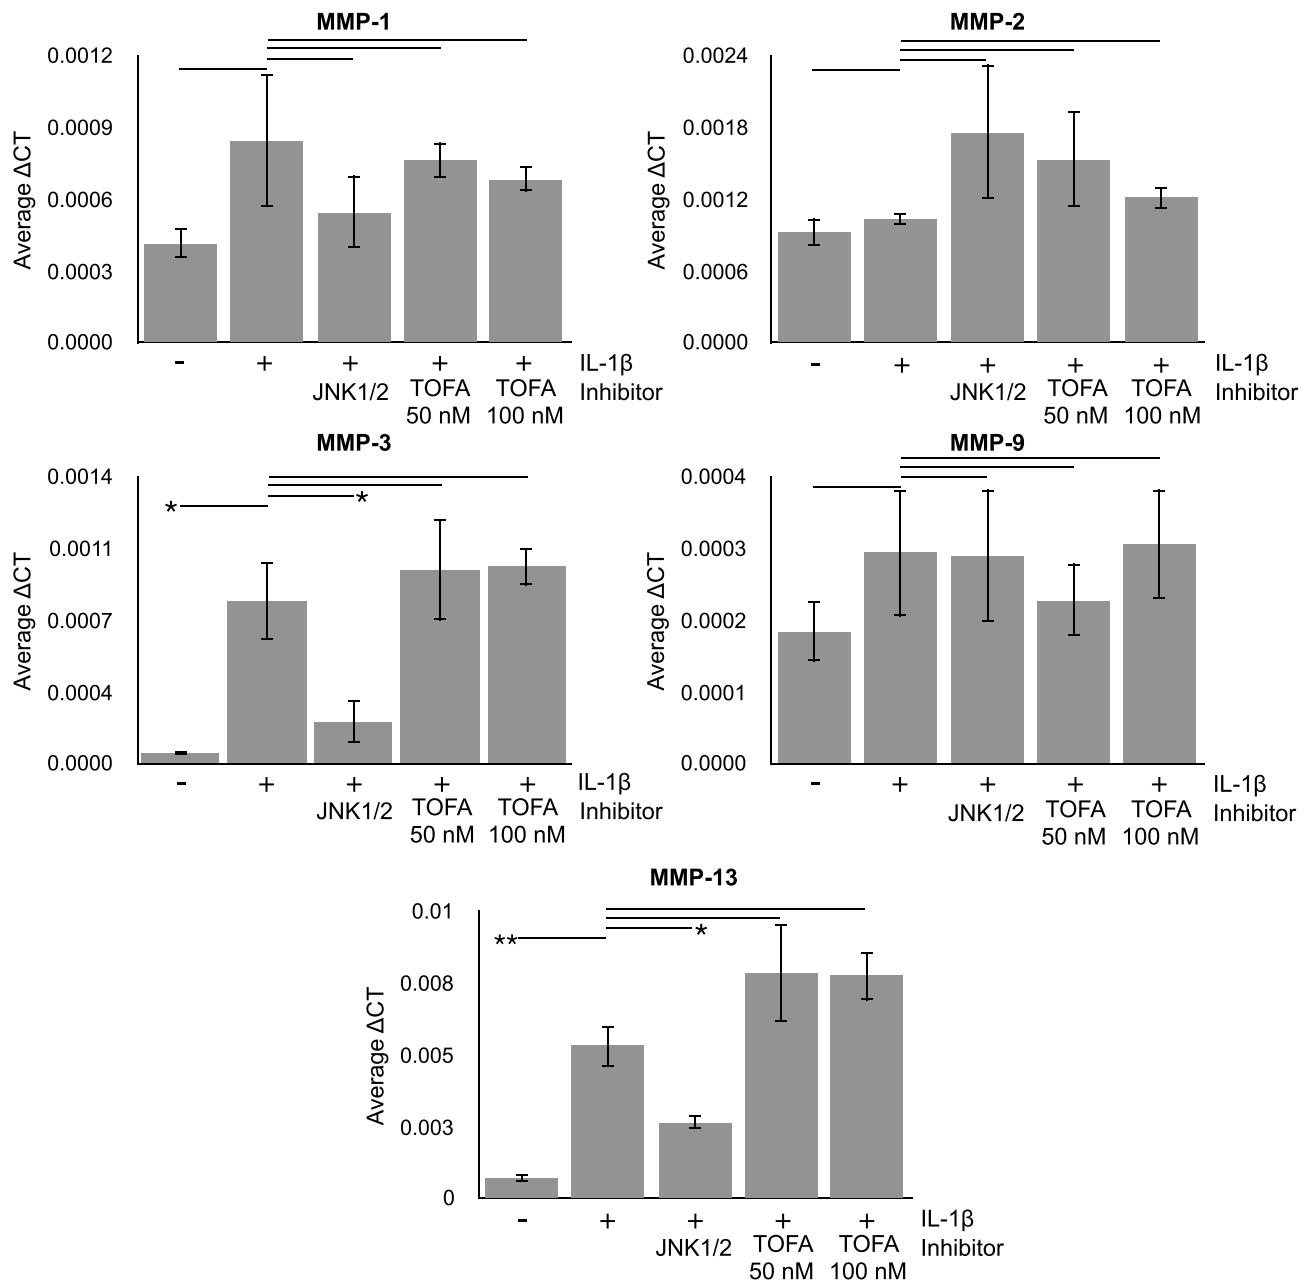 MMP-1
0.0012
0.0009
0.0006
0.0003
0.0000
Average ΔCT
- + + + + IL-1β
JNK1/2 TOFA TOFA Inhibitor
50 nM 100 nM
MMP-2
0.0024
0.0018
0.0012
0.0006
0.0000
Average ΔCT
- + + + + IL-1β
JNK1/2 TOFA TOFA Inhibitor
50 nM 100 nM
MMP-3
0.0014
* *
0.0011
0.0007
0.0004
0.0000
Average ΔCT
- + + + + IL-1β
JNK1/2 TOFA TOFA Inhibitor
50 nM 100 nM
MMP-9
0.0004
0.0003
0.0002
0.0001
0.0000
Average ΔCT
- + + + + IL-1β
JNK1/2 TOFA TOFA Inhibitor
50 nM 100 nM
MMP-13
0.01
** *
0.008
0.005
0.003
0
Average ΔCT
- + + + + IL-1β
JNK1/2 TOFA TOFA Inhibitor
50 nM 100 nM